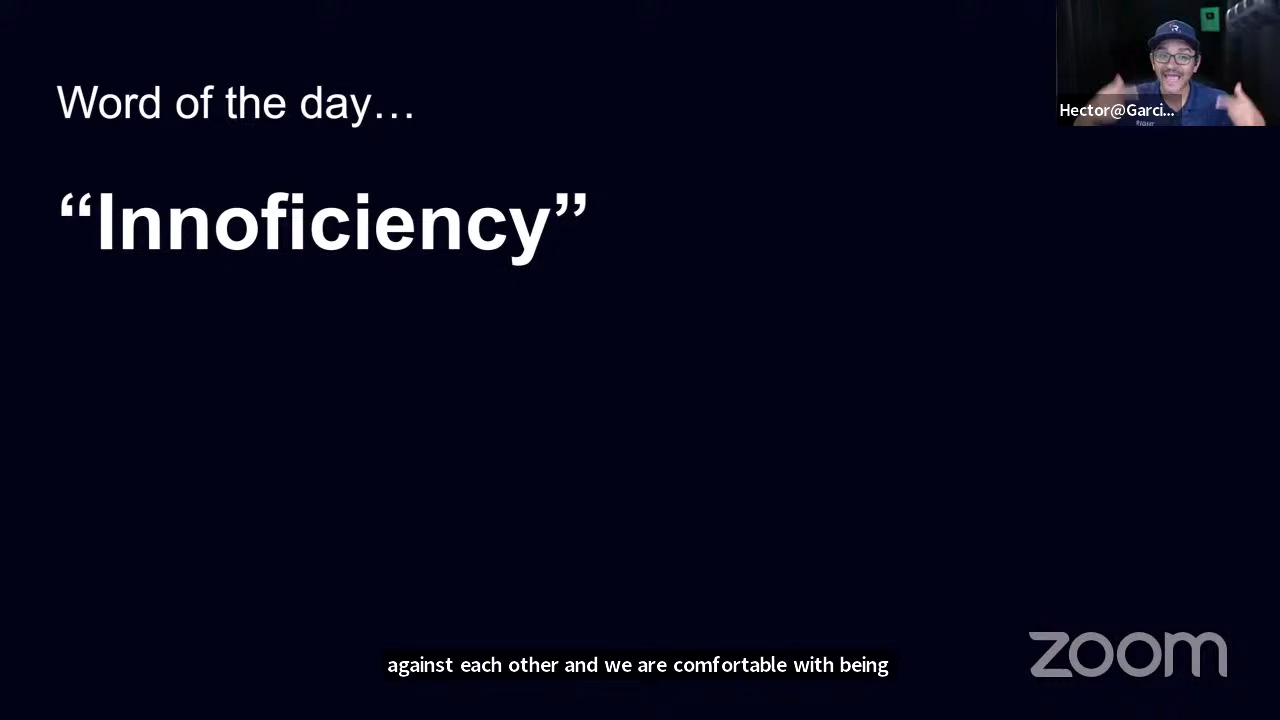 Word of the day…
“Innoficiency”
Hector@Garci...
against each other and we are comfortable with being
zoom